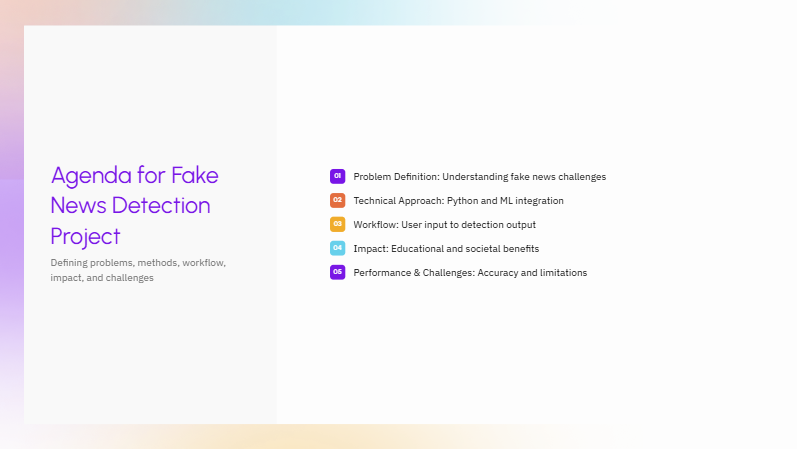 Agenda for Fake
News Detection
Project
Defining problems, methods, workflow,
impact, and challenges
01 Problem Definition: Understanding fake news challenges
02 Technical Approach: Python and ML integration
03 Workflow: User input to detection output
04 Impact: Educational and societal benefits
05 Performance & Challenges: Accuracy and limitations